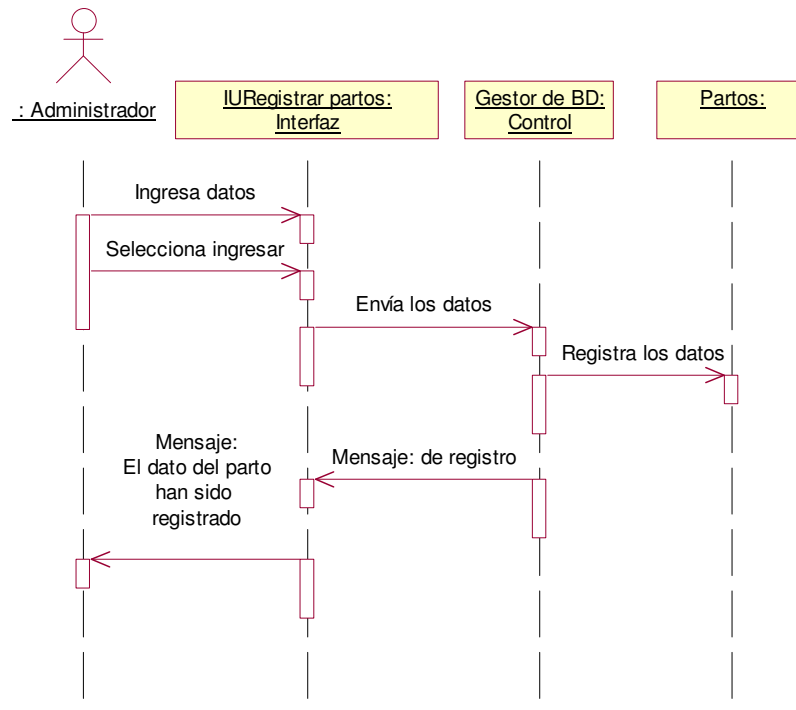 : Administrador
IURegistrar partos:
Interfaz
Gestor de BD:
Control
Partos:
Ingresa datos
Selecciona ingresar
Envía los datos
Registra los datos
Mensaje: de registro
Mensaje:
El dato del parto
han sido
registrado